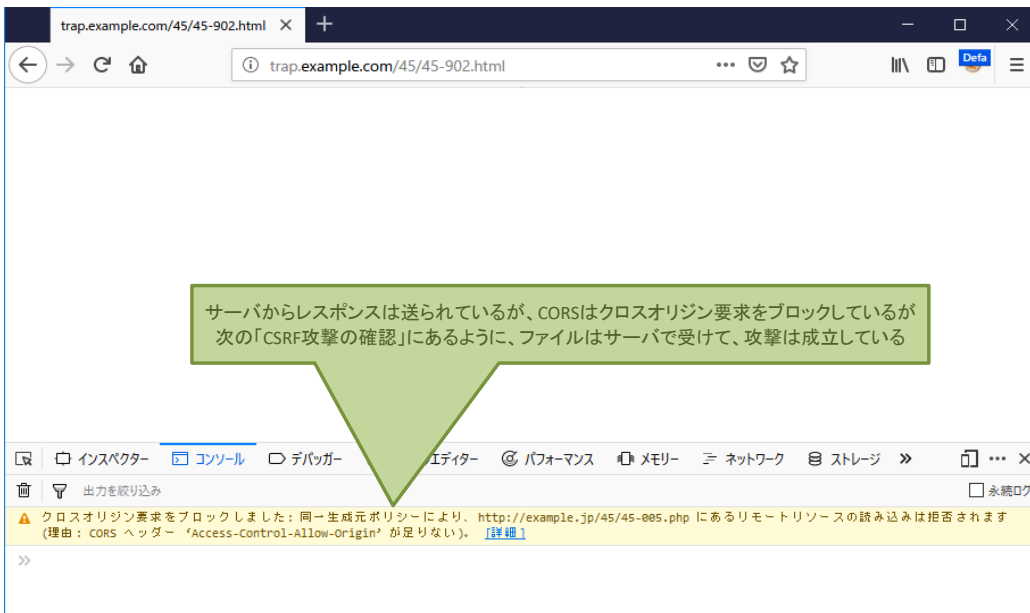 trap.example.com/45/45-902.html
trap.example.com/45/45-902.html
Defa
サーバからレスポンスは送られているが、CORSはクロスオリジン要求をブロックしているが
次の「CSRF攻撃の確認」にあるように、ファイルはサーバで受けて、攻撃は成立している
インスペクター コンソール デバッガー エディター パフォーマンス メモリー ネットワーク ストレージ
出力を絞り込み 永続ログ
クロスオリジン要求をブロックしました: 同一生成元ポリシーにより、http://example.jp/45/45-005.php にあるリモートリソースの読み込みは拒否されます
(理由: CORS ヘッダー ‘Access-Control-Allow-Origin’ が足りない)。 [詳細]